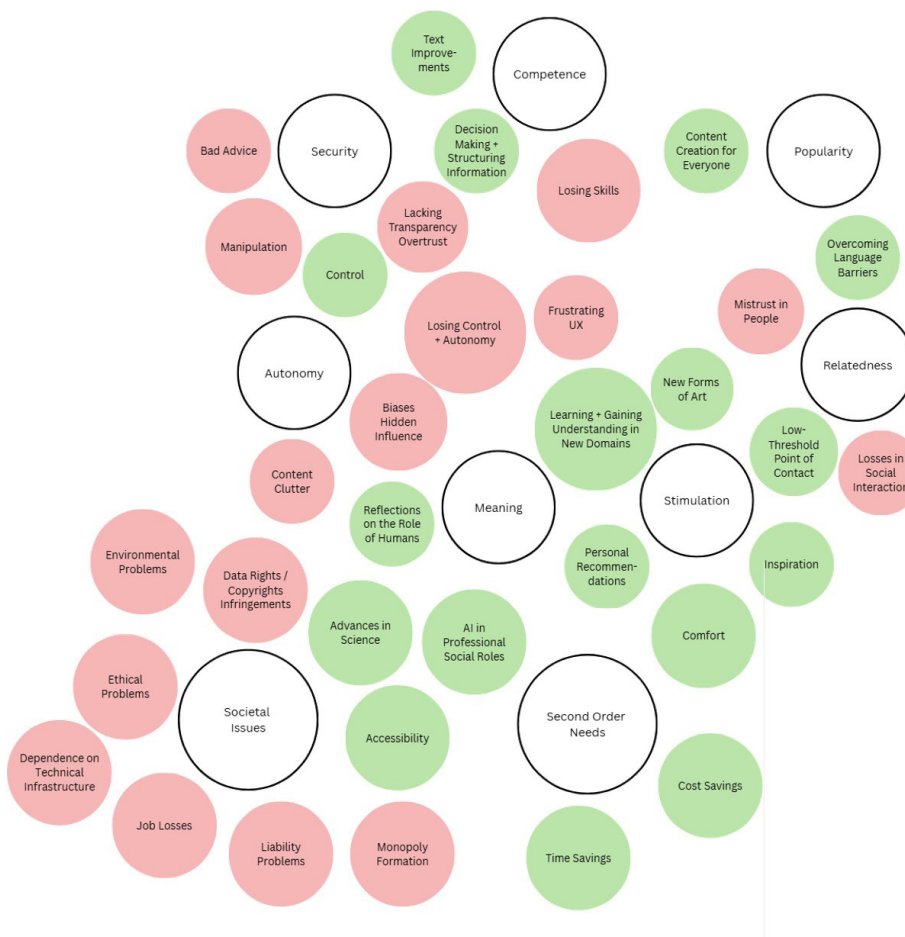 Text
Improve-
ments
Competence
Bad Advice
Security
Decision
Making +
Structuring
Information
Content
Creation for
Everyone
Popularity
Losing Skills
Lacking
Transparency
Overtrust
Manipulation
Control
Overcoming
Language
Barriers
Mistrust in
People
Frustrating
UX
Losing Control
+ Autonomy
Autonomy
Relatedness
New Forms
of Art
Biases
Hidden
Influence
Learning + Gaining
Understanding in
New Domains
Low-
Threshold
Point of
Contact
Losses in
Social
Interaction
Content
Clutter
Meaning
Stimulation
Reflections
on the Role
of Humans
Environmental
Problems
Data Rights /
Copyrights
Infringements
Personal
Recommen-
dations
Inspiration
Advances in
Science
AI in
Professional
Social Roles
Comfort
Ethical
Problems
Societal
Issues
Second Order
Needs
Accessibility
Dependence on
Technical
Infrastructure
Cost Savings
Job Losses
Liability
Problems
Monopoly
Formation
Time Savings